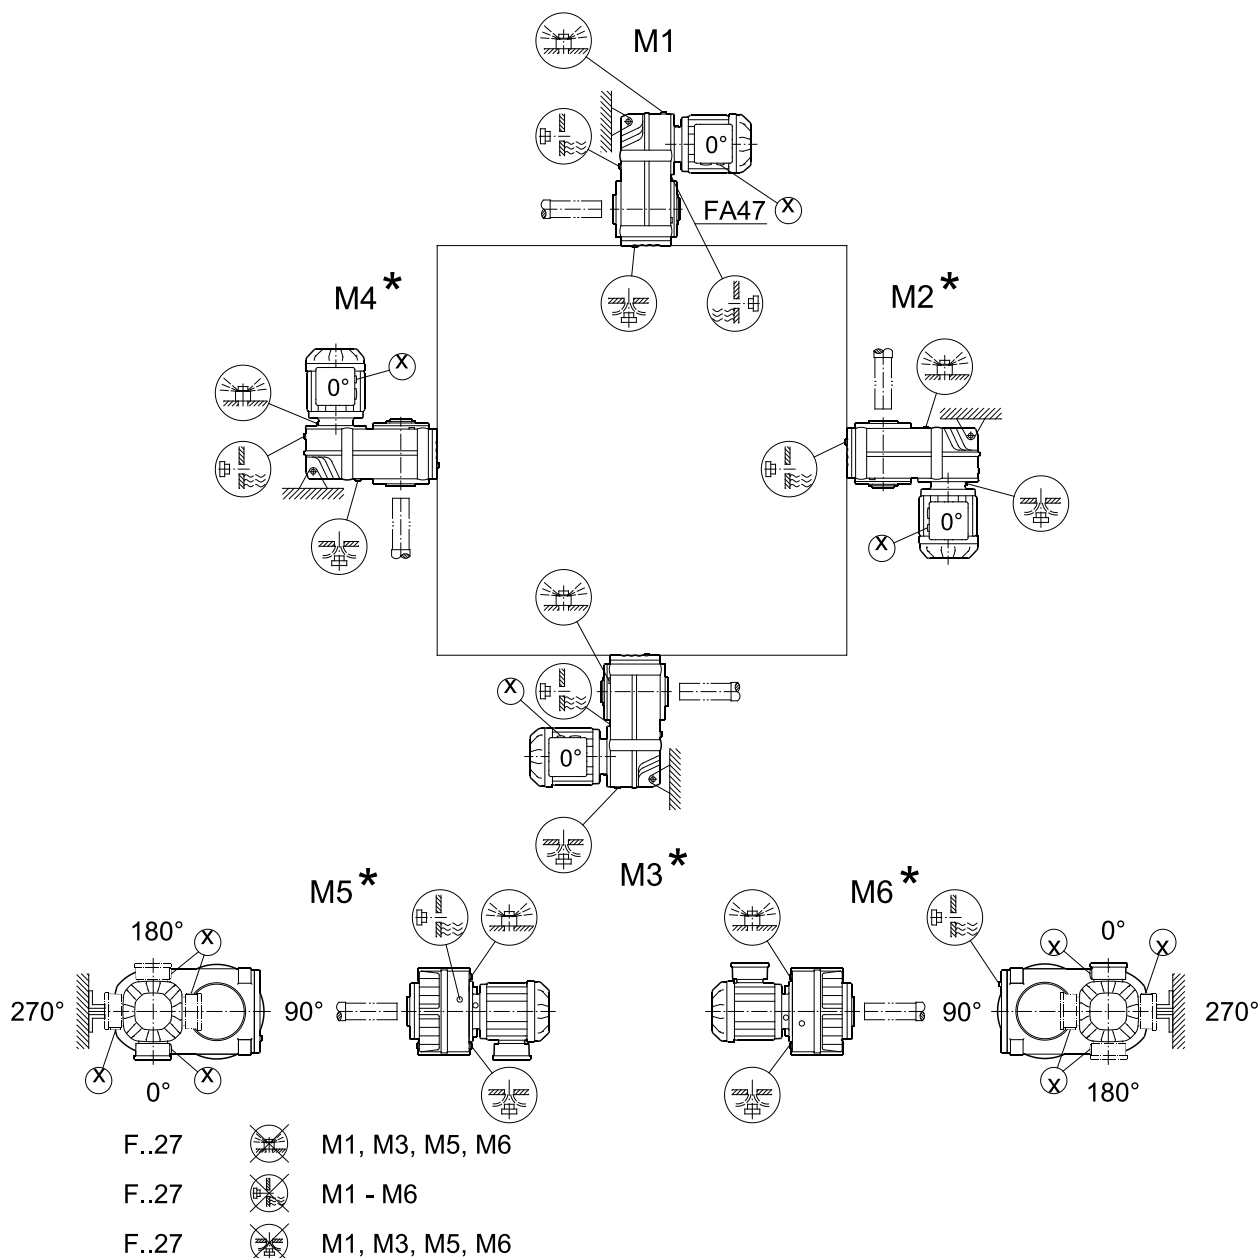 M1
0°
FA47 X
M4*
M2*
X
0°
0°
X
X
0°
M3*
M5*
M6*
180°
X
0°
X
X
270°
90°
90°
270°
X
0°
X
X
180°
F..27 M1, M3, M5, M6
F..27 M1 - M6
F..27 M1, M3, M5, M6